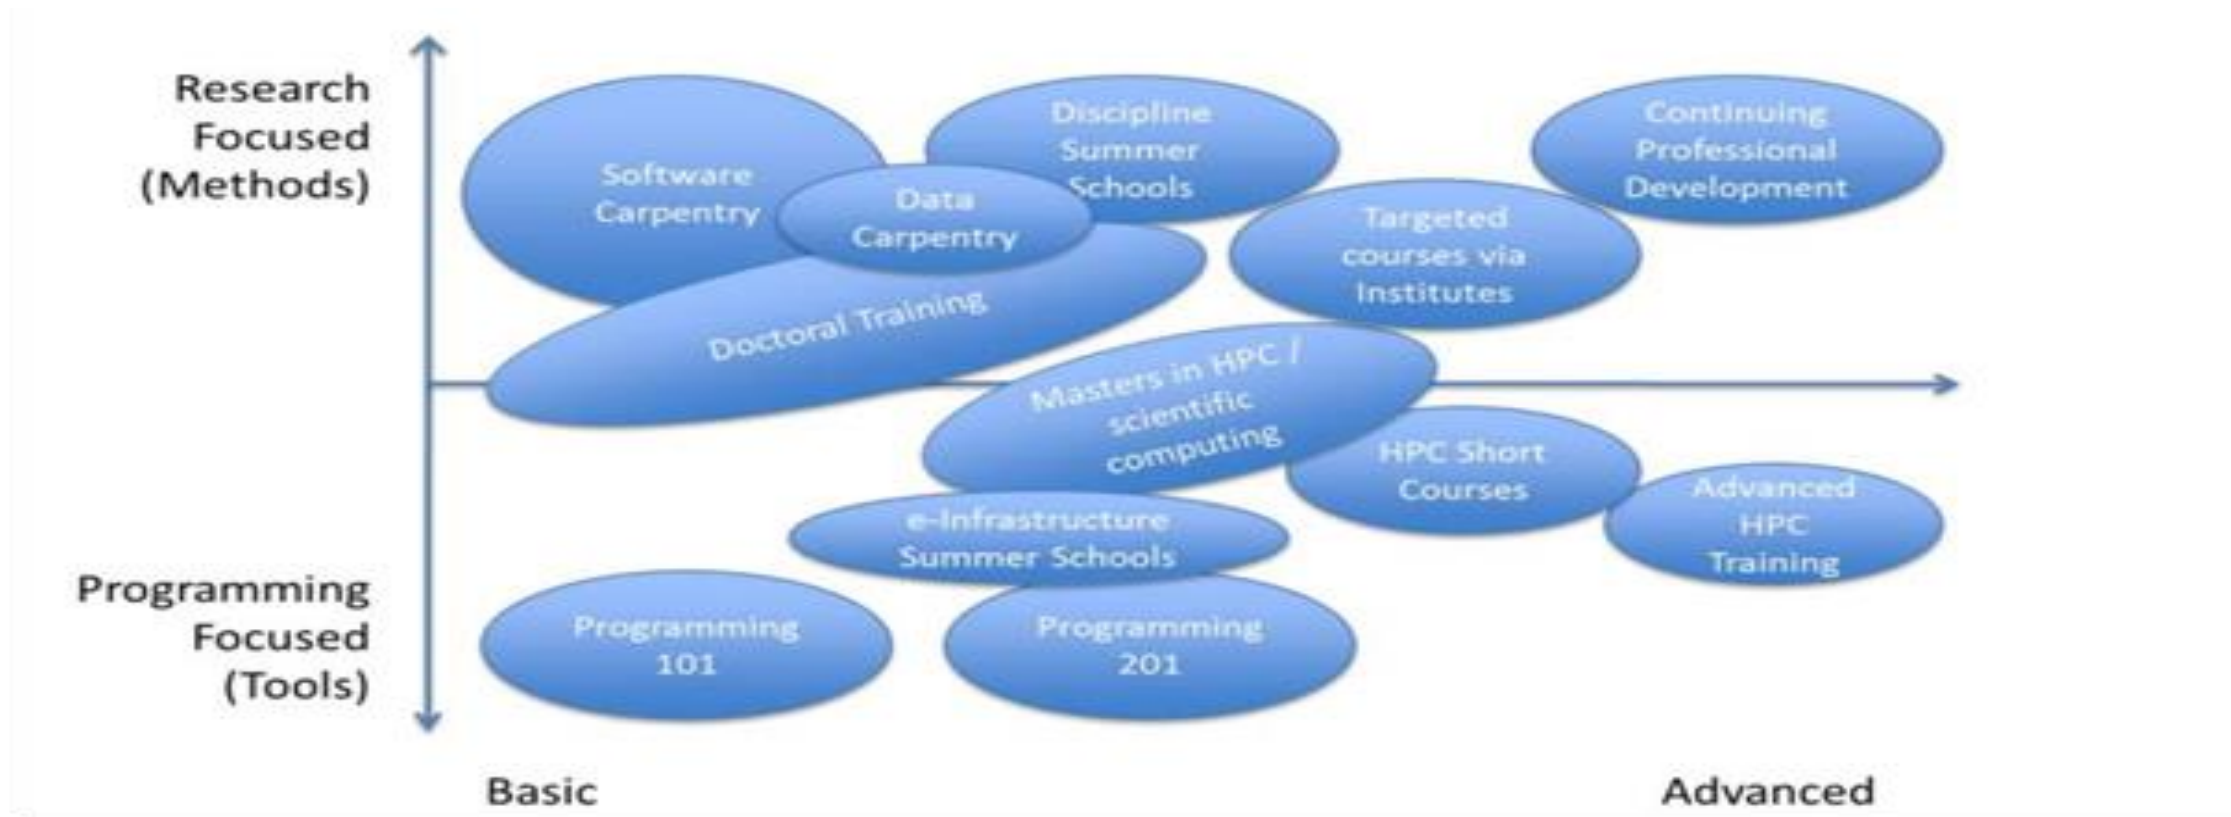 Research
Focused
(Methods)
Software
Carpentry
Data
Carpentry
Discipline
Summer
Schools
Continuing
Professional
Development
Targeted
courses via
Institutes
Doctoral Training
Masters in HPC /
scientific
computing
HPC Short
Courses
Advanced
HPC
Training
e-Infrastructure
Summer Schools
Programming
Focused
(Tools)
Programming
101
Programming
201
Basic
Advanced